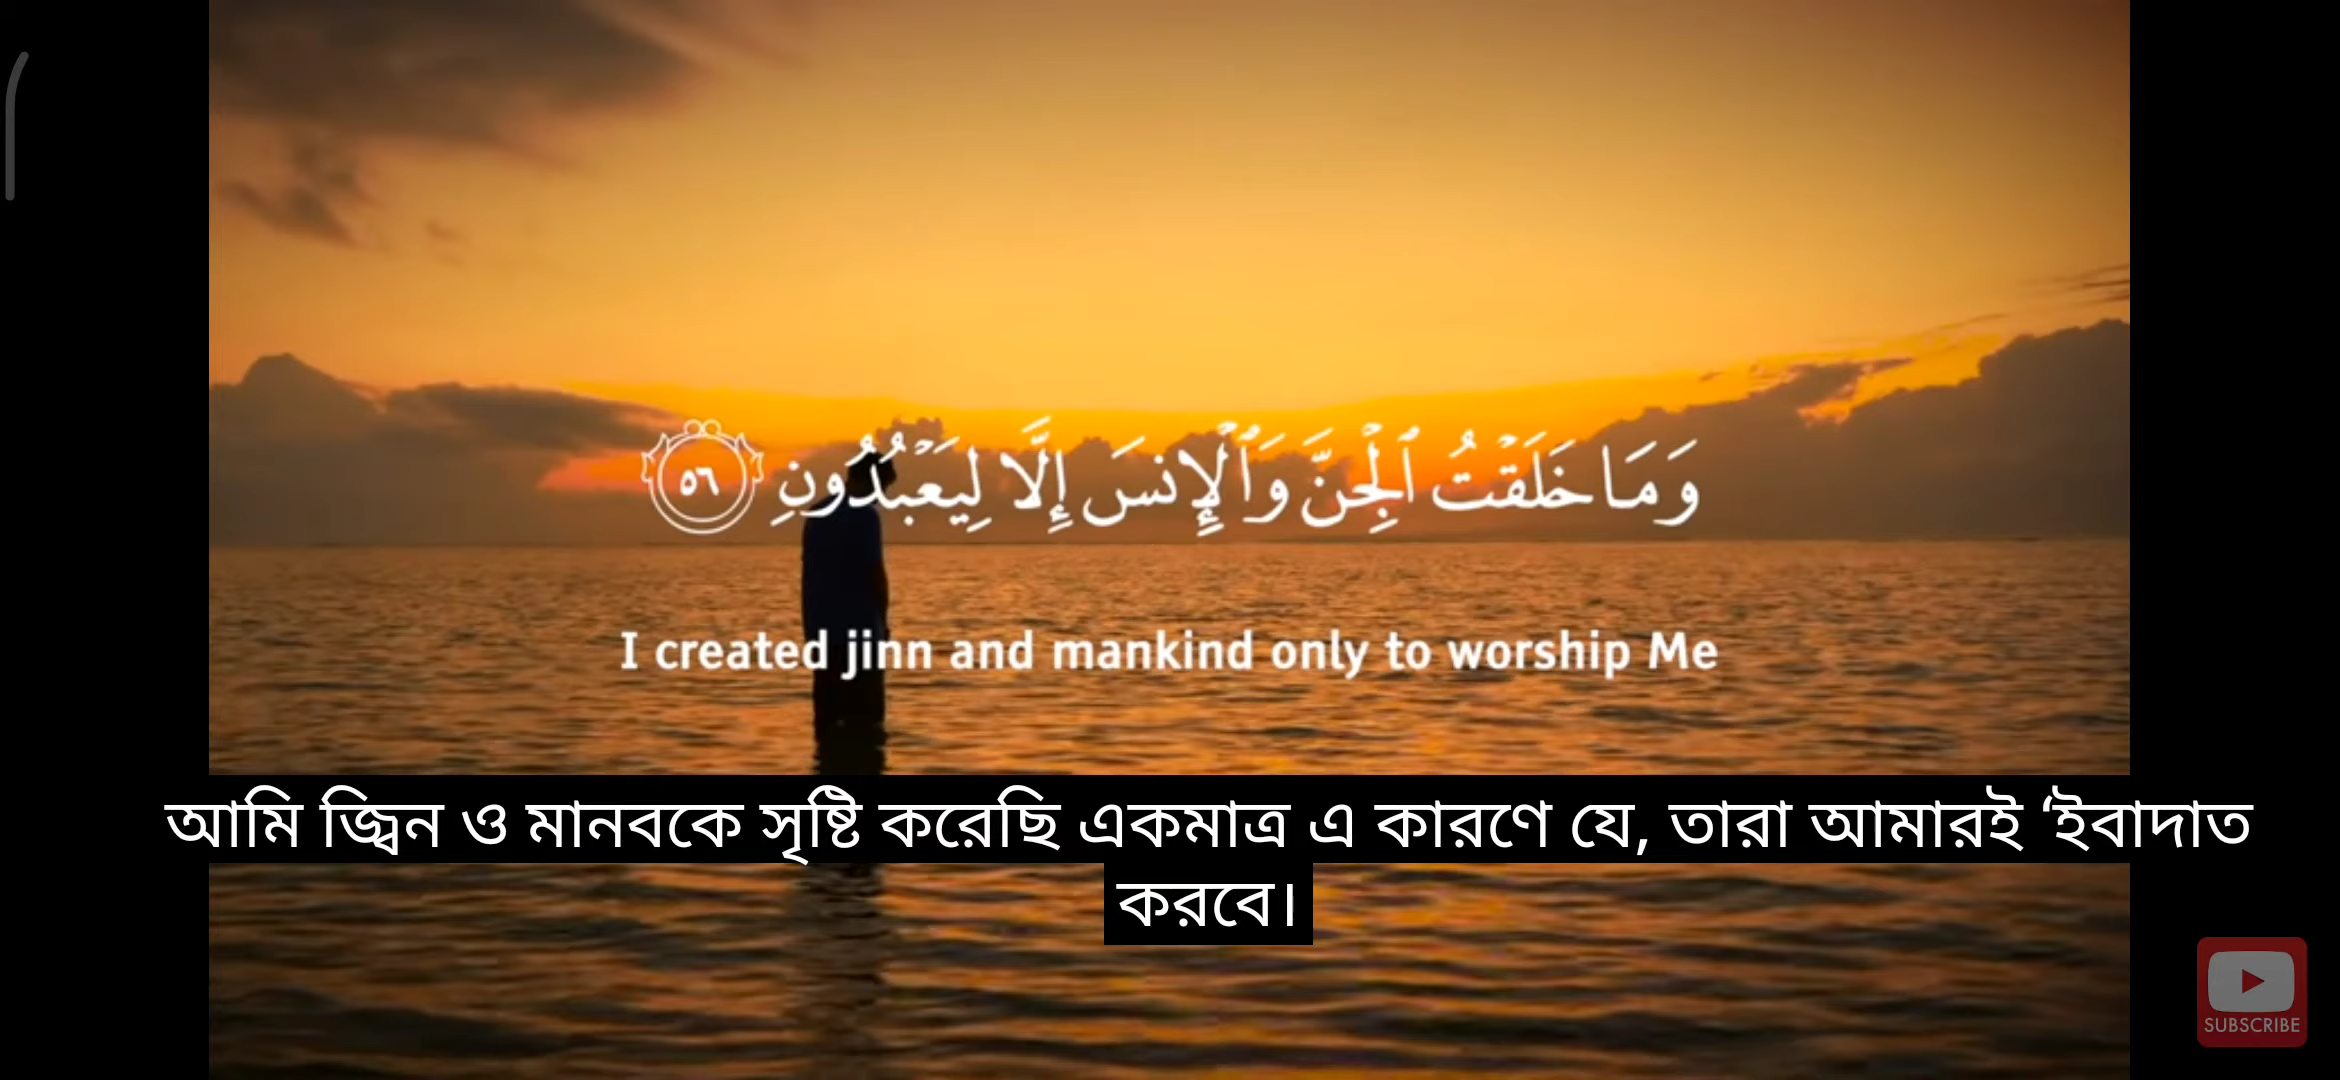 وَمَا خَلَقْتُ ٱلْجِنَّ وَٱلْإِنسَ إِلَّا لِيَعْبُدُونِ ٥٦
I created jinn and mankind only to worship Me
আমি জ্বিন ও মানবকে সৃষ্টি করেছি একমাত্র এ কারণে যে, তারা আমারই ‘ইবাদাত
করবে।
SUBSCRIBE